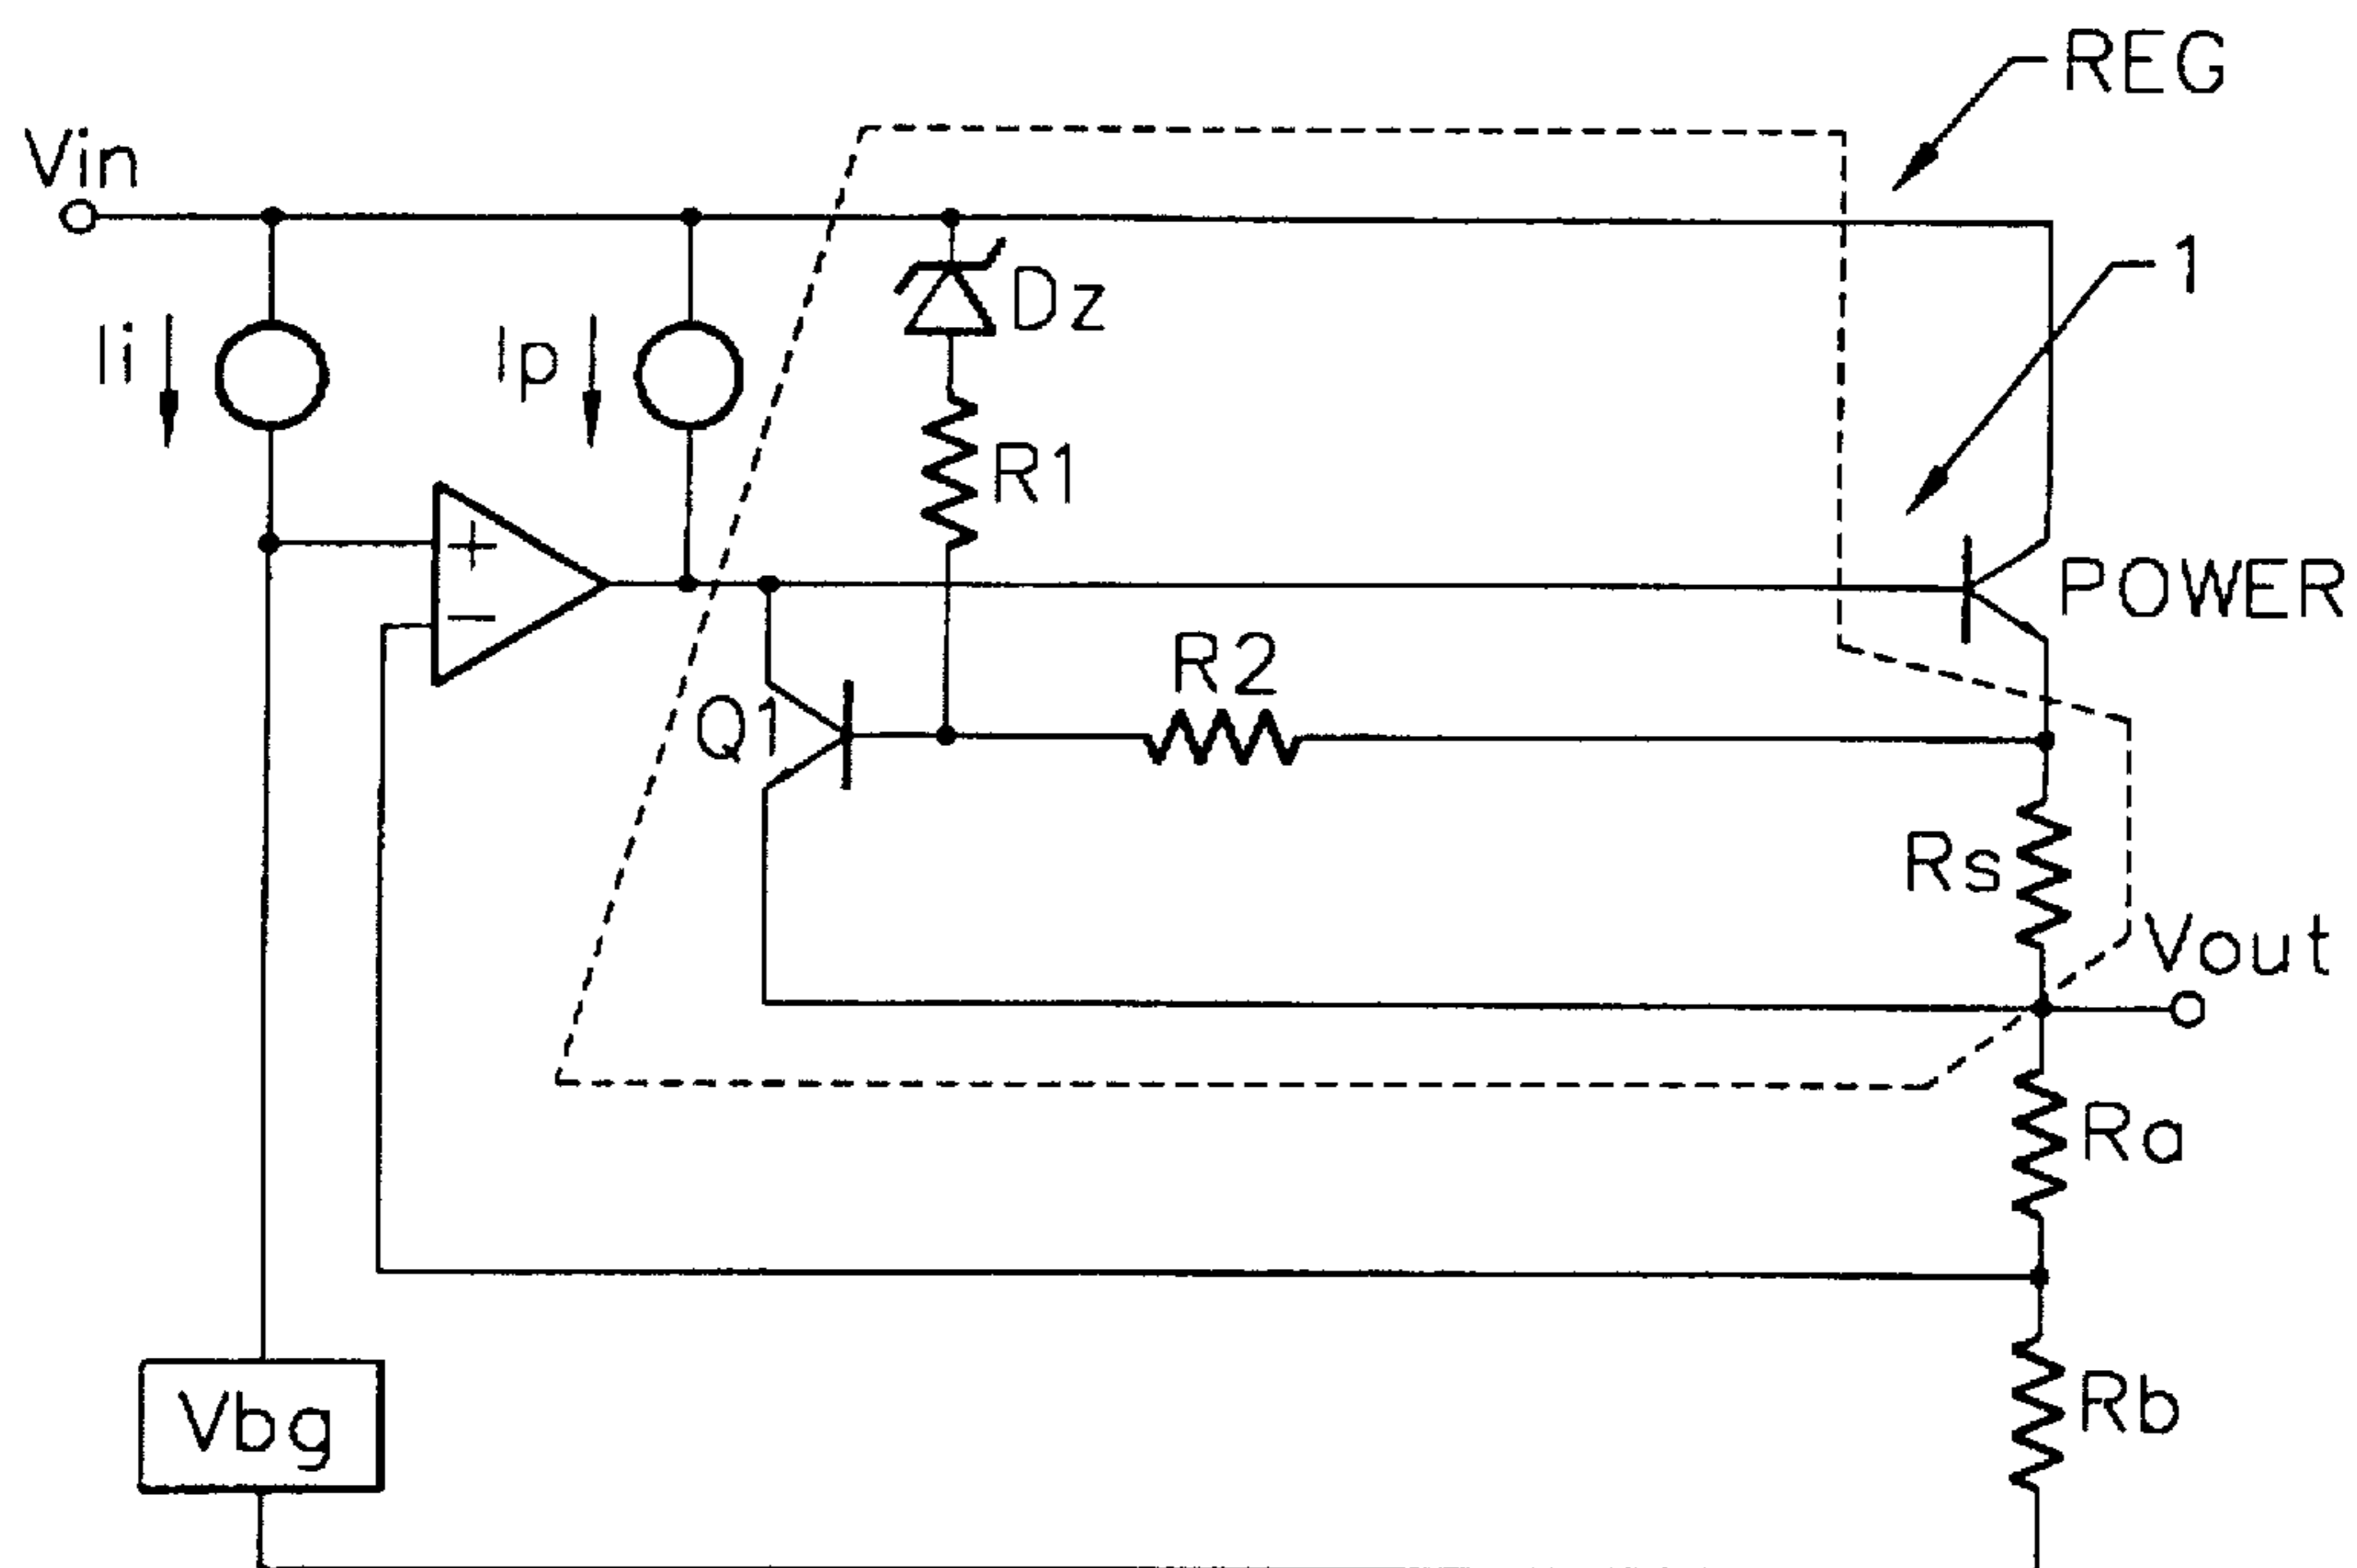 REG
Vin
1
Dz
Ii
Ip
R1
+
POWER
−
R2
Q1
Rs
Vout
Ra
Rb
Vbg